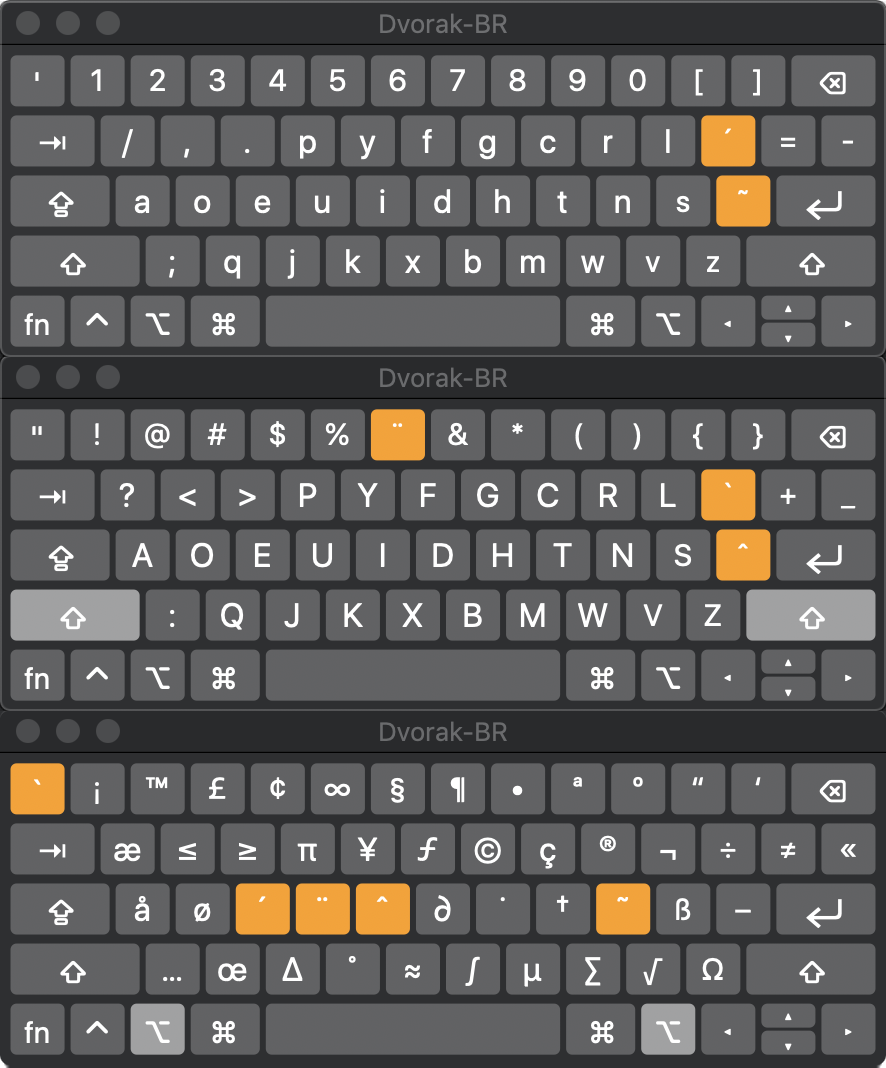 Dvorak-BR
' 1 2 3 4 5 6 7 8 9 0 [ ]
/ , . p y f g c r l ´ = -
a o e u i d h t n s ˜
; q j k x b m w v z
fn ^ ⌥ ⌘ ⌘ ⌥
Dvorak-BR
" ! @ # $ % ¨ & * ( ) { }
? < > P Y F G C R L ` + _
A O E U I D H T N S ˆ
: Q J K X B M W V Z
fn ^ ⌥ ⌘ ⌘ ⌥
Dvorak-BR
` ¡ ™ £ ¢ ∞ § ¶ • ª º “ ‘
æ ≤ ≥ π ¥ ƒ © ç ® ¬ ÷ ≠ «
å ø ´ ¨ ˆ ∂ ˙ † ˜ ß –
… œ ∆ ˚ ≈ ∫ µ ∑ √ Ω
fn ^ ⌥ ⌘ ⌘ ⌥